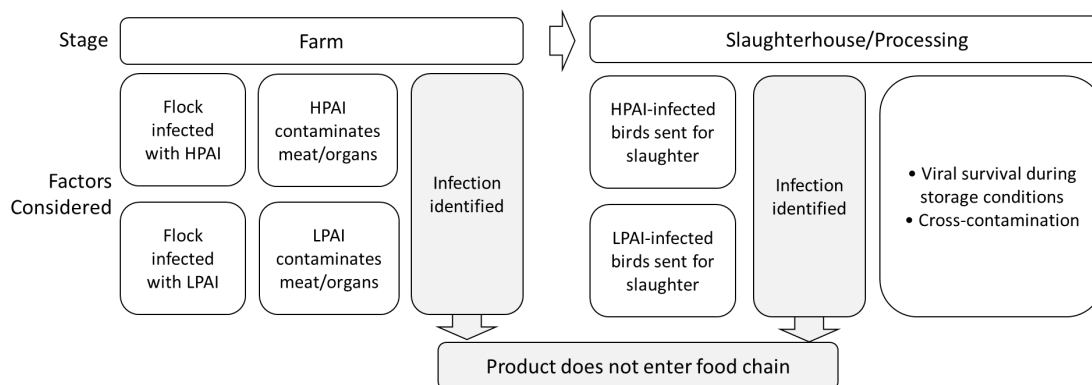 Stage
Farm
Slaughterhouse/Processing
Factors
Considered
Flock
infected
with HPAI
HPAI
contaminates
meat/organs
Flock
infected
with LPAI
LPAI
contaminates
meat/organs
Infection
identified
HPAI-infected
birds sent for
slaughter
LPAI-infected
birds sent for
slaughter
Infection
identified
• Viral survival during
storage conditions
• Cross-contamination
Product does not enter food chain